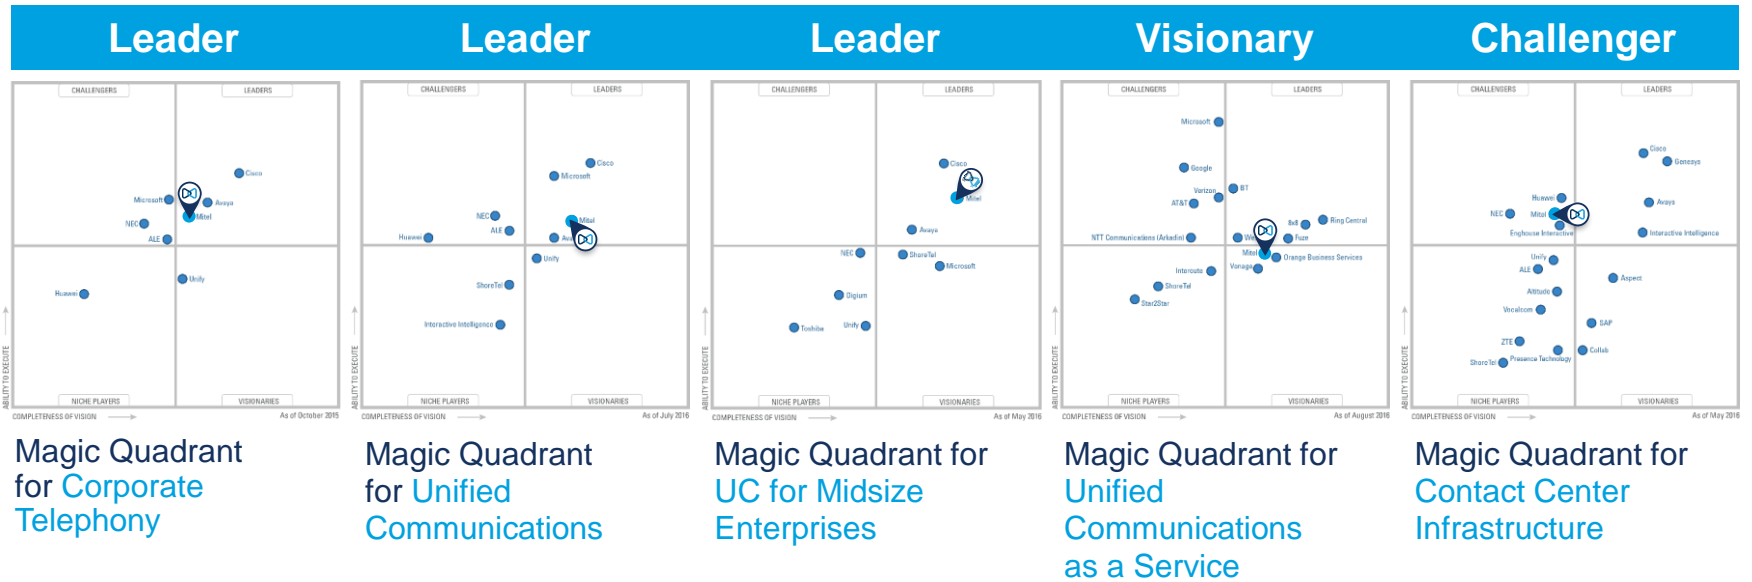 Leader
Leader
Leader
Visionary
Challenger
CHALLENGERS
LEADERS
Cisco
Microsoft
Avaya
Mitel
NEC
ALE
Unify
Huawei
ABILITY TO EXECUTE
NICHE PLAYERS
VISIONARIES
COMPLETENESS OF VISION
As of October 2015
CHALLENGERS
LEADERS
Cisco
Microsoft
NEC
Mitel
ALE
Huawei
Unify
ShoreTel
Interactive Intelligence
ABILITY TO EXECUTE
NICHE PLAYERS
VISIONARIES
COMPLETENESS OF VISION
As of July 2016
CHALLENGERS
LEADERS
Cisco
Mitel
Avaya
NEC
ShoreTel
Microsoft
Digium
Toshiba
Unify
ABILITY TO EXECUTE
NICHE PLAYERS
VISIONARIES
COMPLETENESS OF VISION
As of May 2016
CHALLENGERS
LEADERS
Microsoft
Google
Verizon
BT
AT&T
8x8
Ring Central
NTT Communications (Arkadin)
Fuze
Mitel
Orange Business Services
Interoute
Vonage
ShoreTel
Star2Star
ABILITY TO EXECUTE
NICHE PLAYERS
VISIONARIES
COMPLETENESS OF VISION
As of August 2016
CHALLENGERS
LEADERS
Cisco
Genesys
Huawei
Avaya
NEC
Mitel
Enghouse Interactive
Interactive Intelligence
Unify
ALE
Aspect
Altitude
Vocalcom
SAP
ZTE
Presence Technology
Collab
ShoreTel
ABILITY TO EXECUTE
NICHE PLAYERS
VISIONARIES
COMPLETENESS OF VISION
As of May 2016
Magic Quadrant
for Corporate
Telephony
Magic Quadrant
for Unified
Communications
Magic Quadrant for
UC for Midsize
Enterprises
Magic Quadrant for
Unified
Communications
as a Service
Magic Quadrant for
Contact Center
Infrastructure